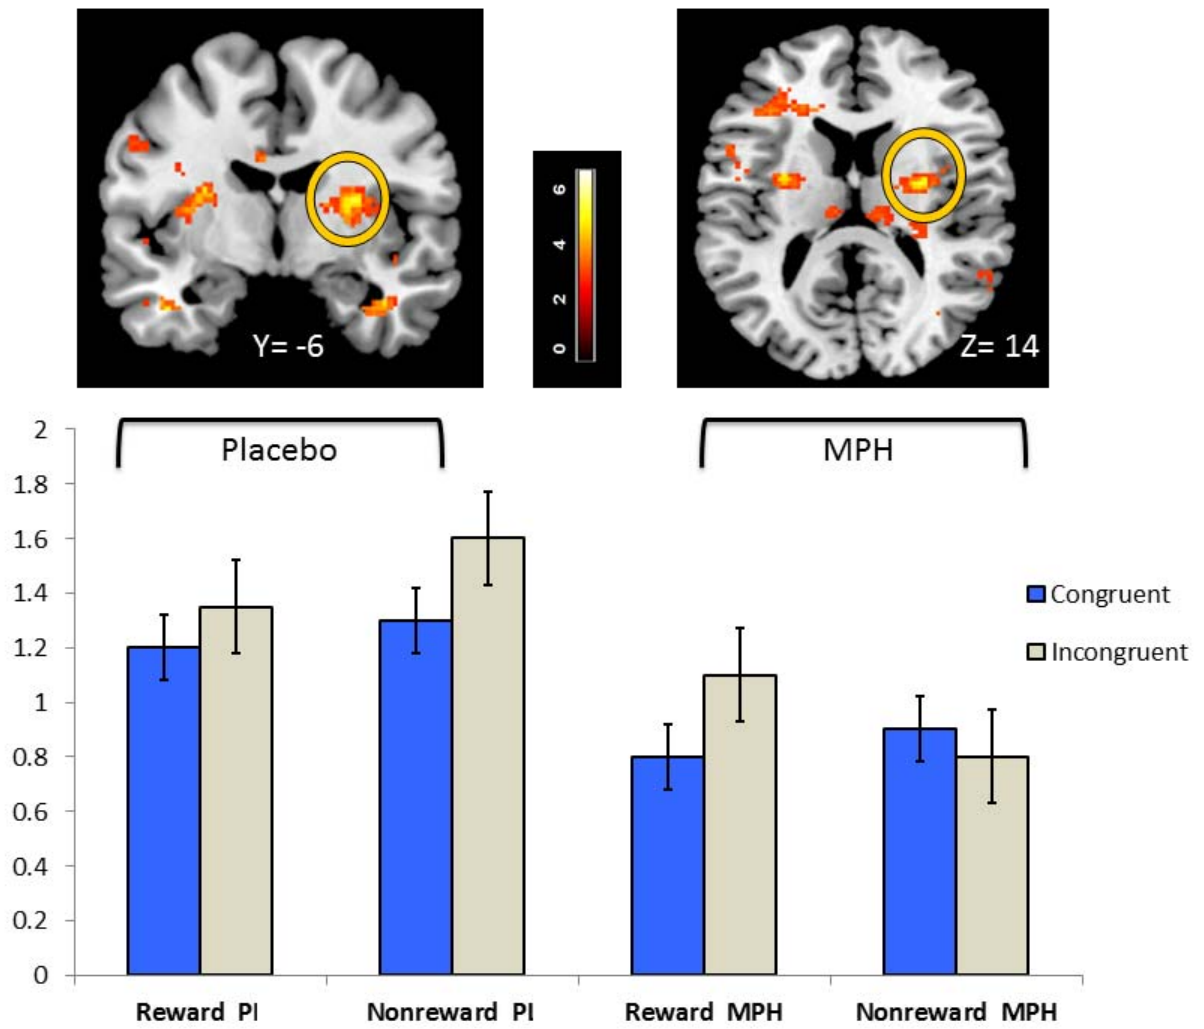 Y= -6
6
4
2
0
Z= 14
Placebo
MPH
2
1.8
1.6
1.4
1.2
1
0.8
0.6
0.4
0.2
0
Congruent
Incongruent
Reward Pl
Nonreward Pl
Reward MPH
Nonreward MPH